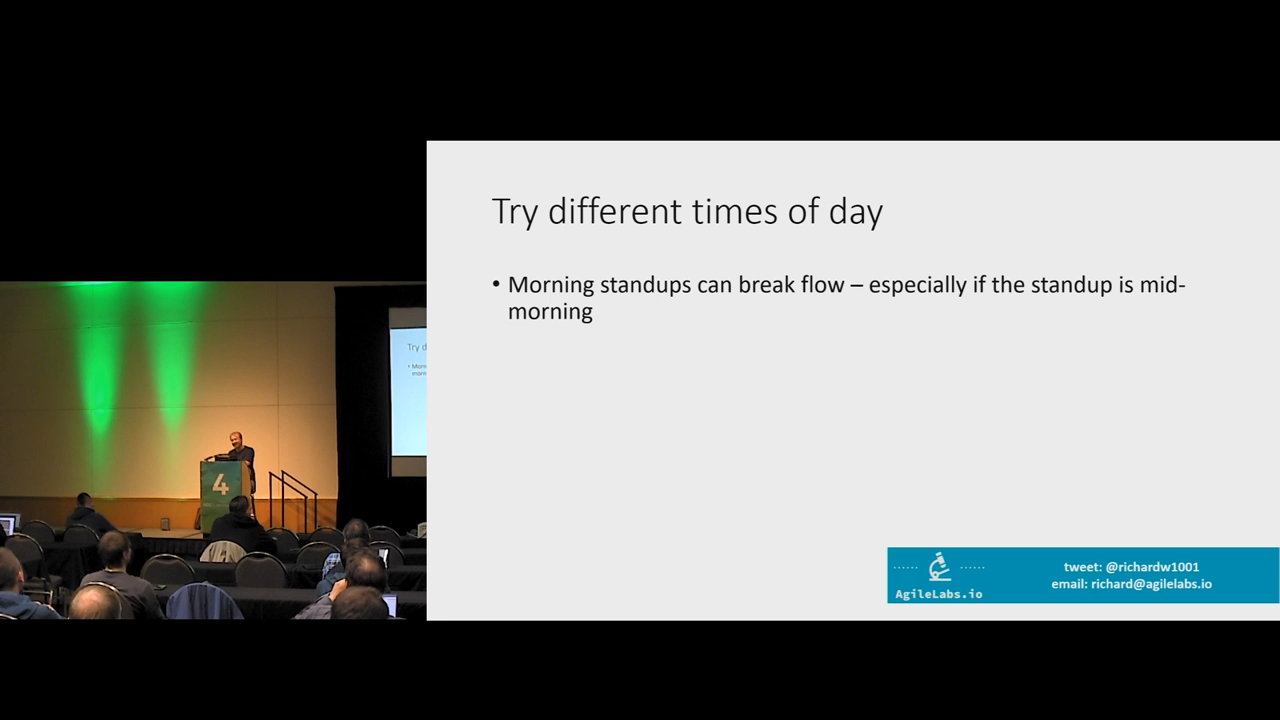 Try different times of day
• Morning standups can break flow – especially if the standup is mid-
morning
AgileLabs.io
tweet: @richardw1001
email: richard@agilelabs.io
4
Try d